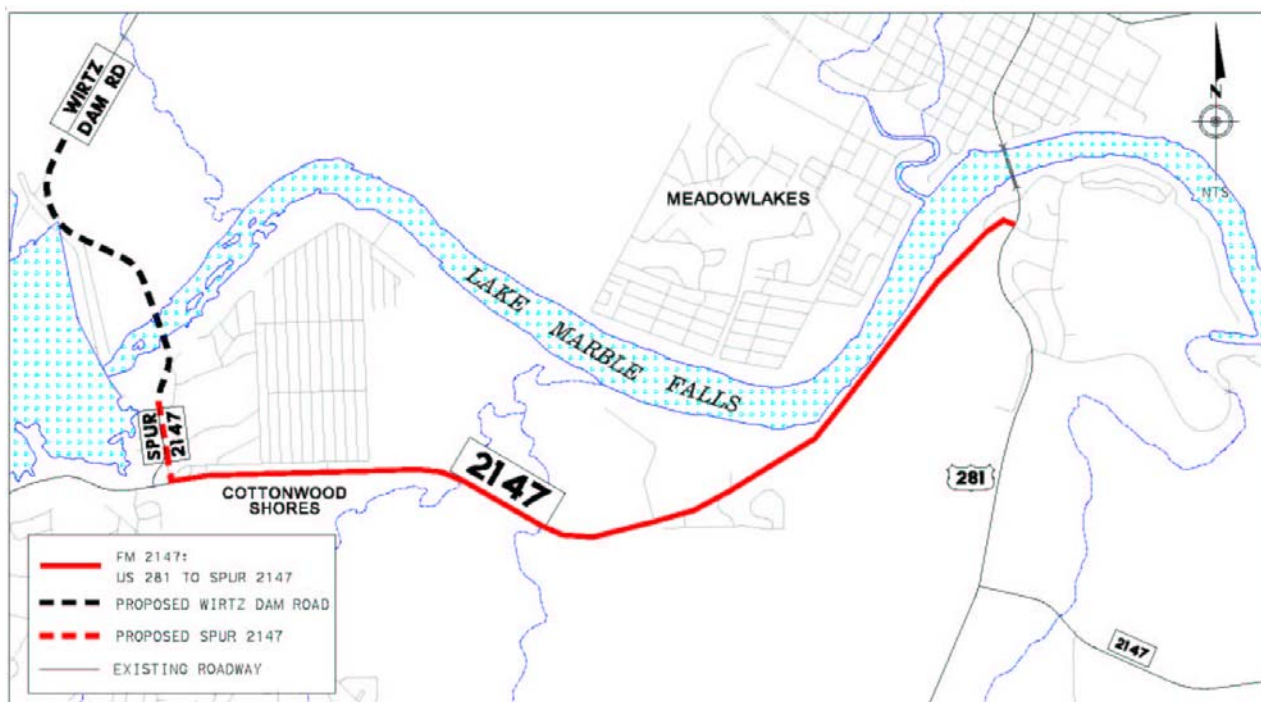 WIRTZ
DAM RD
N
NTS
MEADOWLAKES
LAKE MARBLE FALLS
SPUR
2147
2147
COTTONWOOD
SHORES
281
2147
FM 2147:
US 281 TO SPUR 2147
PROPOSED WIRTZ DAM ROAD
PROPOSED SPUR 2147
EXISTING ROADWAY